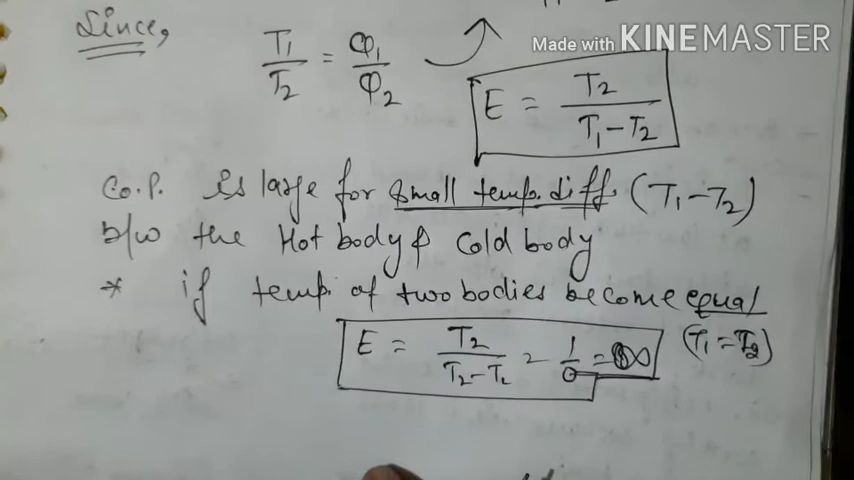 Since,
Made with KINEMASTER
T1/T2 = Q1/Q2
E = T2/(T1-T2)
Co.P. is large for small temp. diff. (T1-T2)
b/w the Hot body & Cold body
* if temp. of two bodies become equal
(T1=T2)
E = T2/(T2-T2) = 1/0 = ∞